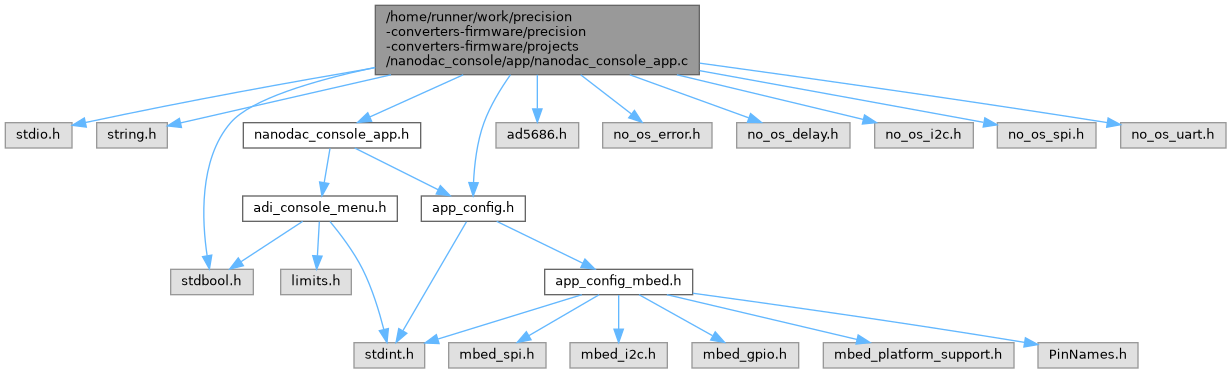 /home/runner/work/precision
-converters-firmware/precision
-converters-firmware/projects
/nanodac_console/app/nanodac_console_app.c
stdio.h
string.h
nanodac_console_app.h
ad5686.h
no_os_error.h
no_os_delay.h
no_os_i2c.h
no_os_spi.h
no_os_uart.h
adi_console_menu.h
app_config.h
stdbool.h
limits.h
app_config_mbed.h
stdint.h
mbed_spi.h
mbed_i2c.h
mbed_gpio.h
mbed_platform_support.h
PinNames.h